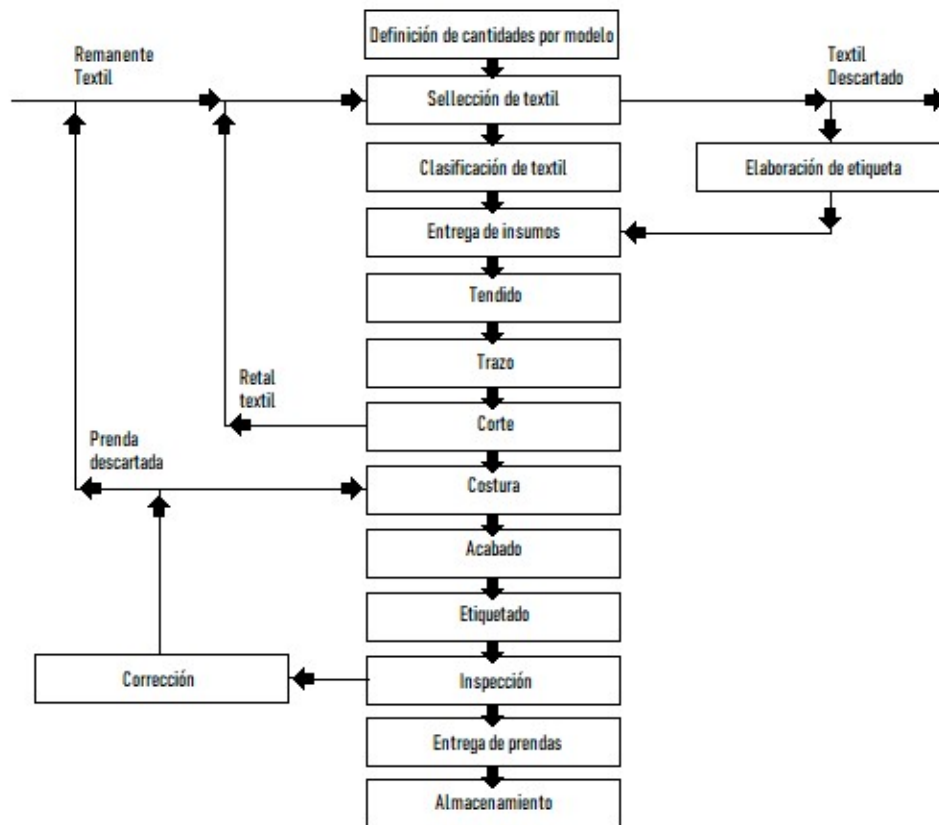 Definición de cantidades por modelo
Remanente
Textil
Textil
Descartado
Sellección de textil
Clasificación de textil
Elaboración de etiqueta
Entrega de insumos
Tendido
Trazo
Retal
textil
Corte
Prenda
descartada
Costura
Acabado
Etiquetado
Corrección
Inspección
Entrega de prendas
Almacenamiento